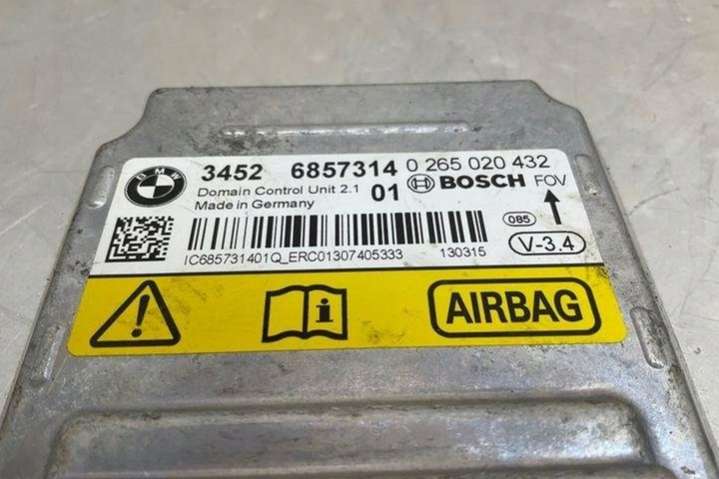 BMW
3452 6857314 0 265 020 432
Domain Control Unit 2.1 01 BOSCH FOV
Made in Germany
085
V-3,4
IC685731401Q_ERC01307405333 130315
i
AIRBAG